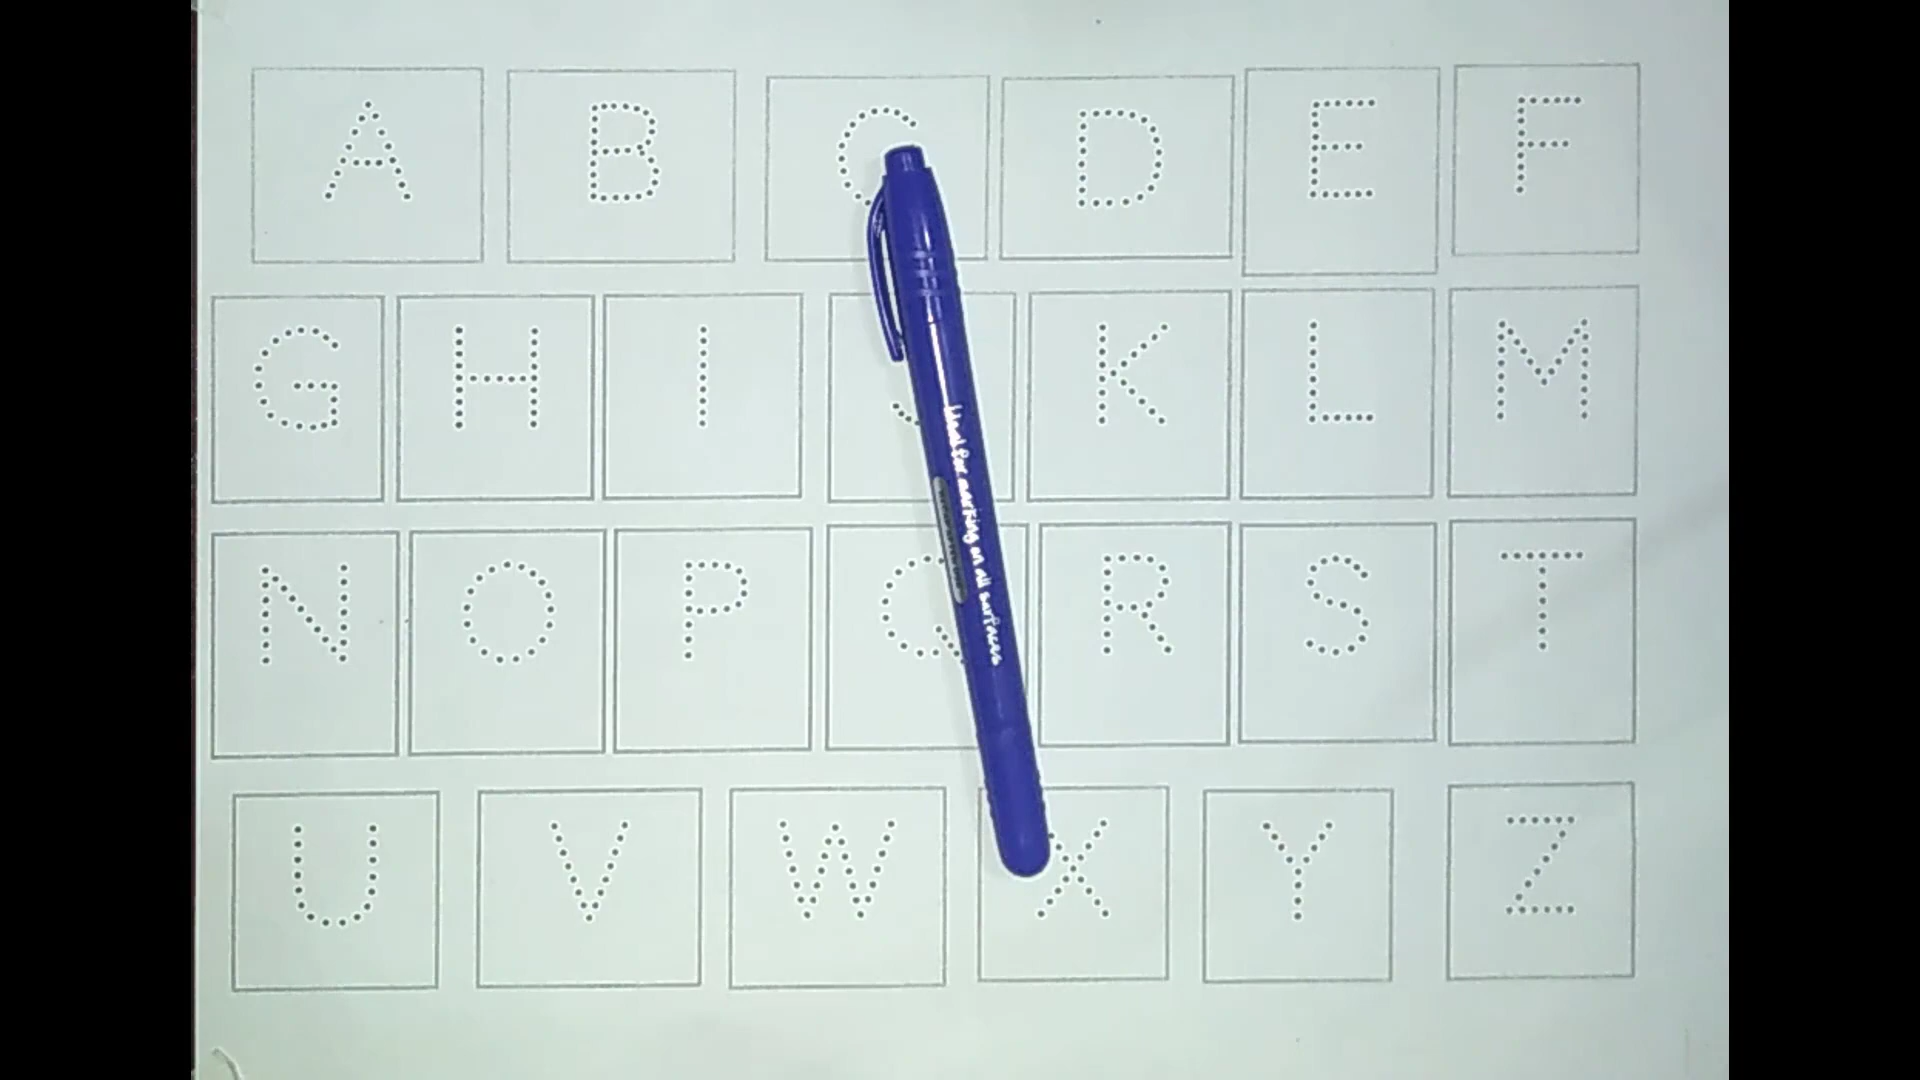 A B C D E F
G H I J K L M
N O P Q R S T
U V W X Y Z
Ideal for marking on all surfaces